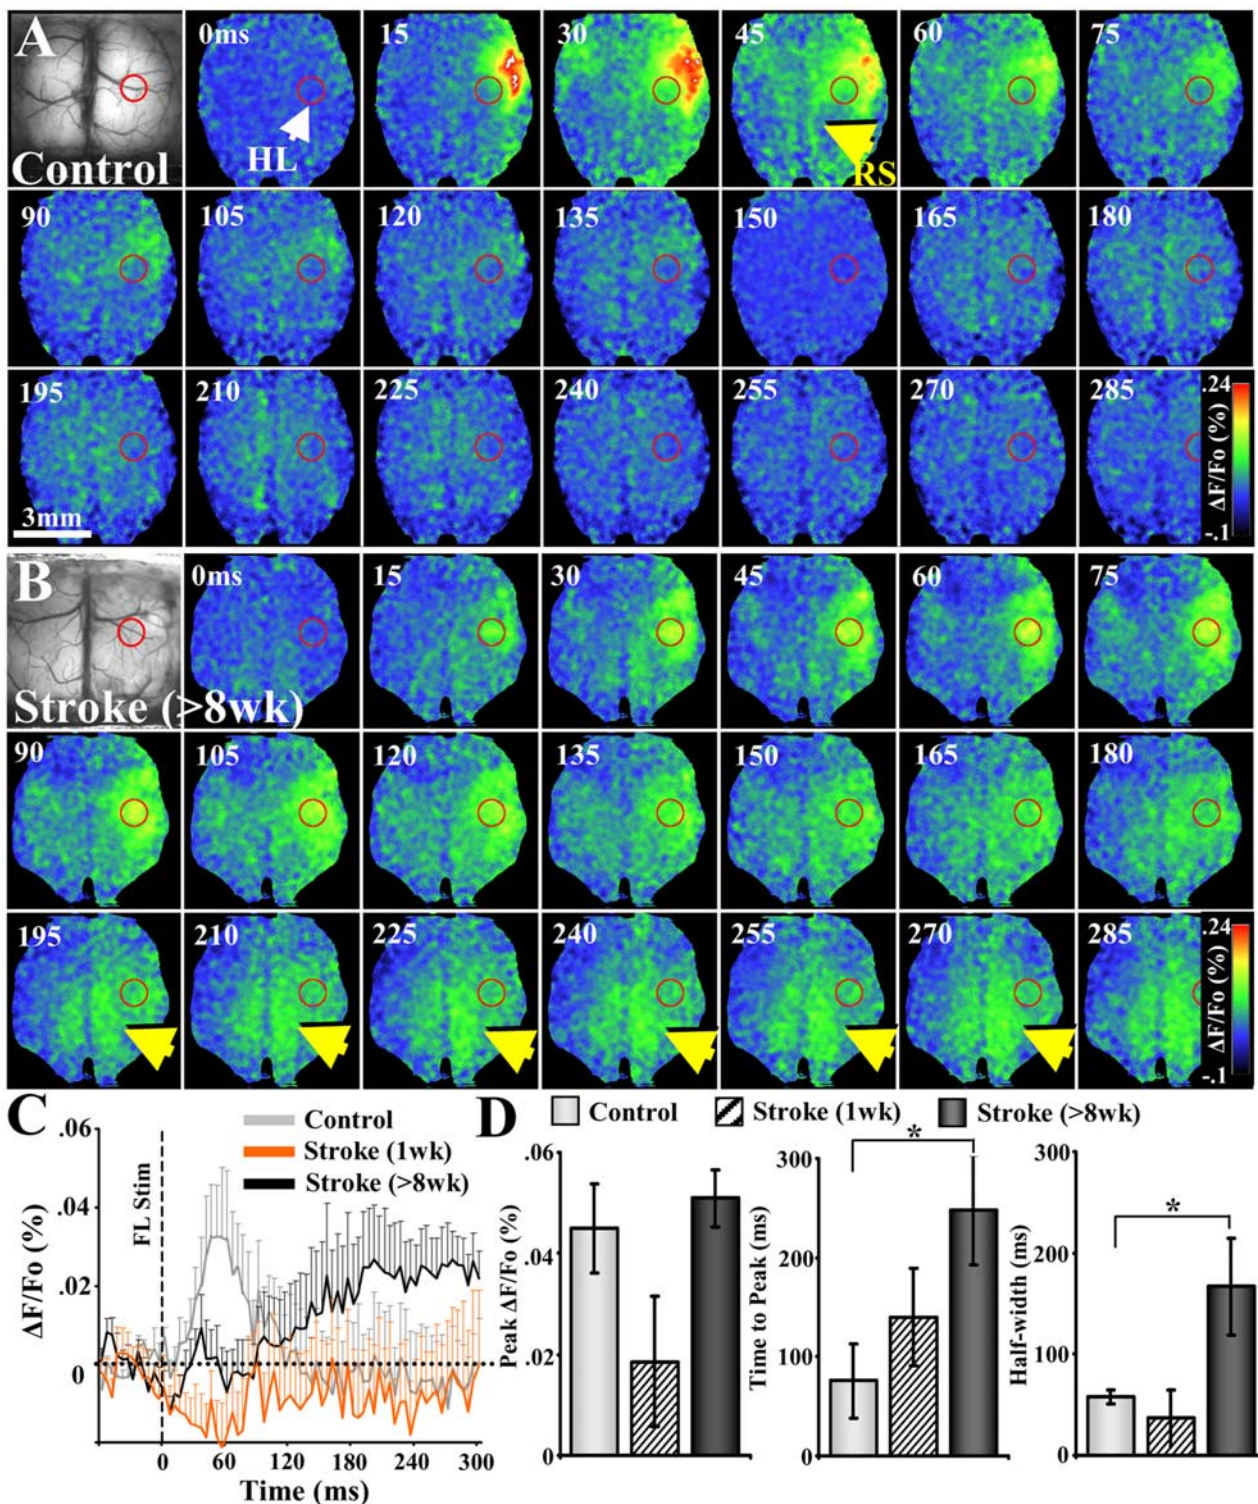 A
Control
0ms 15 30 45 60 75
HL
RS
90 105 120 135 150 165 180
195 210 225 240 255 270 285
3mm
.24
ΔF/Fo (%)
-.1
B
Stroke (>8wk)
0ms 15 30 45 60 75
90 105 120 135 150 165 180
195 210 225 240 255 270 285
.24
ΔF/Fo (%)
-.1
C
Control
Stroke (1wk)
Stroke (>8wk)
FL Stim
ΔF/Fo (%)
.06
.04
.02
0
0 60 120 180 240 300
Time (ms)
D
Control Stroke (1wk) Stroke (>8wk)
Peak ΔF/Fo (%)
.06
.04
.02
0
Time to Peak (ms)
300
200
100
0
*
Half-width (ms)
300
200
100
0
*